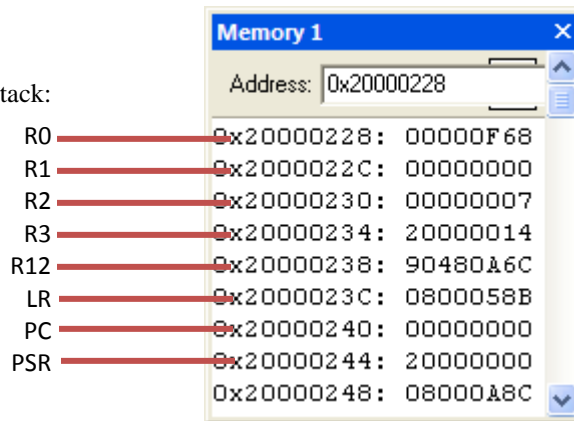 Memory 1
Address: 0x20000228
tack:
R0 0x20000228: 00000F68
R1 0x2000022C: 00000000
R2 0x20000230: 00000007
R3 0x20000234: 20000014
R12 0x20000238: 90480A6C
LR 0x2000023C: 0800058B
PC 0x20000240: 00000000
PSR 0x20000244: 20000000
0x20000248: 08000A8C